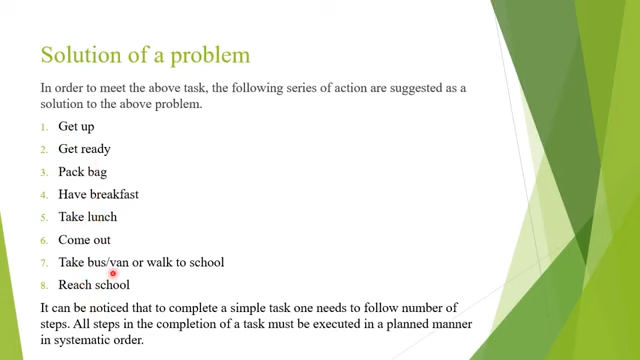 Solution of a problem
In order to meet the above task, the following series of action are suggested as a
solution to the above problem.
1. Get up
2. Get ready
3. Pack bag
4. Have breakfast
5. Take lunch
6. Come out
7. Take bus/van or walk to school
8. Reach school
It can be noticed that to complete a simple task one needs to follow number of
steps. All steps in the completion of a task must be executed in a planned manner
in systematic order.